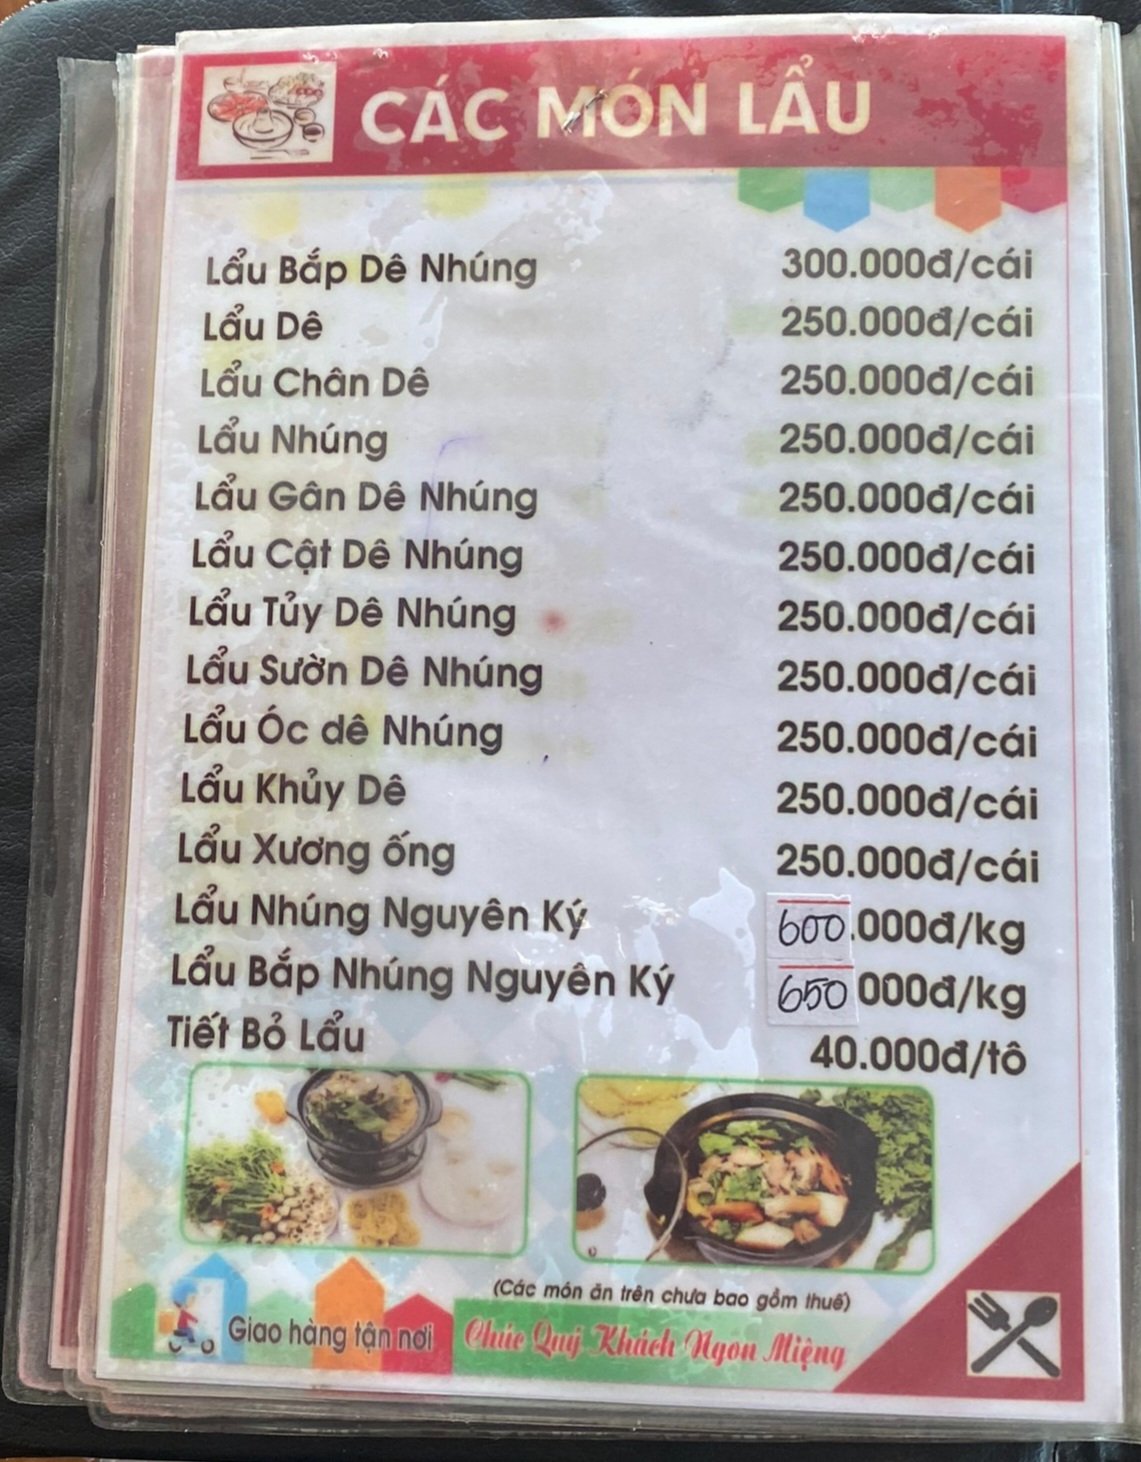 CÁC MÓN LẨU
Lẩu Bắp Dê Nhúng 300.000đ/cái
Lẩu Dê 250.000đ/cái
Lẩu Chân Dê 250.000đ/cái
Lẩu Nhúng 250.000đ/cái
Lẩu Gân Dê Nhúng 250.000đ/cái
Lẩu Cật Dê Nhúng 250.000đ/cái
Lẩu Tủy Dê Nhúng 250.000đ/cái
Lẩu Sườn Dê Nhúng 250.000đ/cái
Lẩu Óc dê Nhúng 250.000đ/cái
Lẩu Khủy Dê 250.000đ/cái
Lẩu Xương ống 250.000đ/cái
Lẩu Nhúng Nguyên Ký 600.000đ/kg
Lẩu Bắp Nhúng Nguyên Ký 650 000đ/kg
Tiết Bỏ Lẩu 40.000đ/tô
(Các món ăn trên chưa bao gồm thuế)
Giao hàng tận nơi Chúc Quý Khách Ngon Miệng